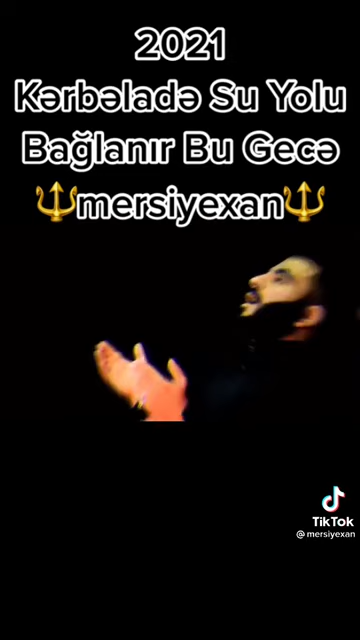 2021
Kərbəladə Su Yolu
Bağlanır Bu Gecə
🔱mersiyexan🔱
TikTok
@ mersiyexan